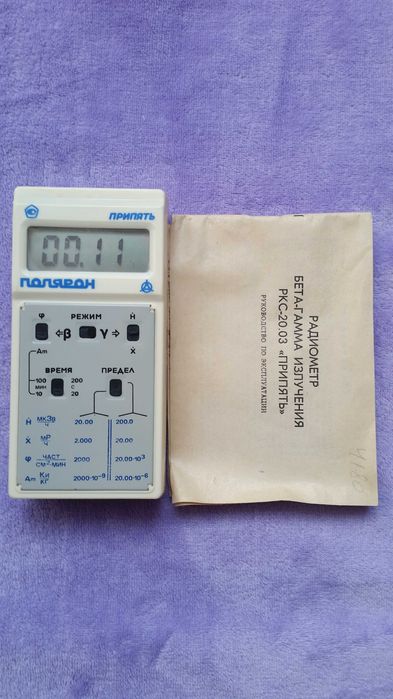 ПРИПЯТЬ
00.11
ПОЛЯРОН
φ РЕЖИМ Ḣ
⇐β γ⇒
Am Ẋ
ВРЕМЯ ПРЕДЕЛ
100 200
МИН С
10 20
Ḣ мкЗв/ч 20.00 200.0
Ẋ мР/ч 2.000 20.00
φ ЧАСТ/СМ²·МИН 2000 20.00·10³
Am Ки/КГ 2000·10⁻⁹ 20.00·10⁻⁶
РАДИОМЕТР
БЕТА-ГАММА ИЗЛУЧЕНИЯ
РКС-20.03 «ПРИПЯТЬ»
РУКОВОДСТВО ПО ЭКСПЛУАТАЦИИ